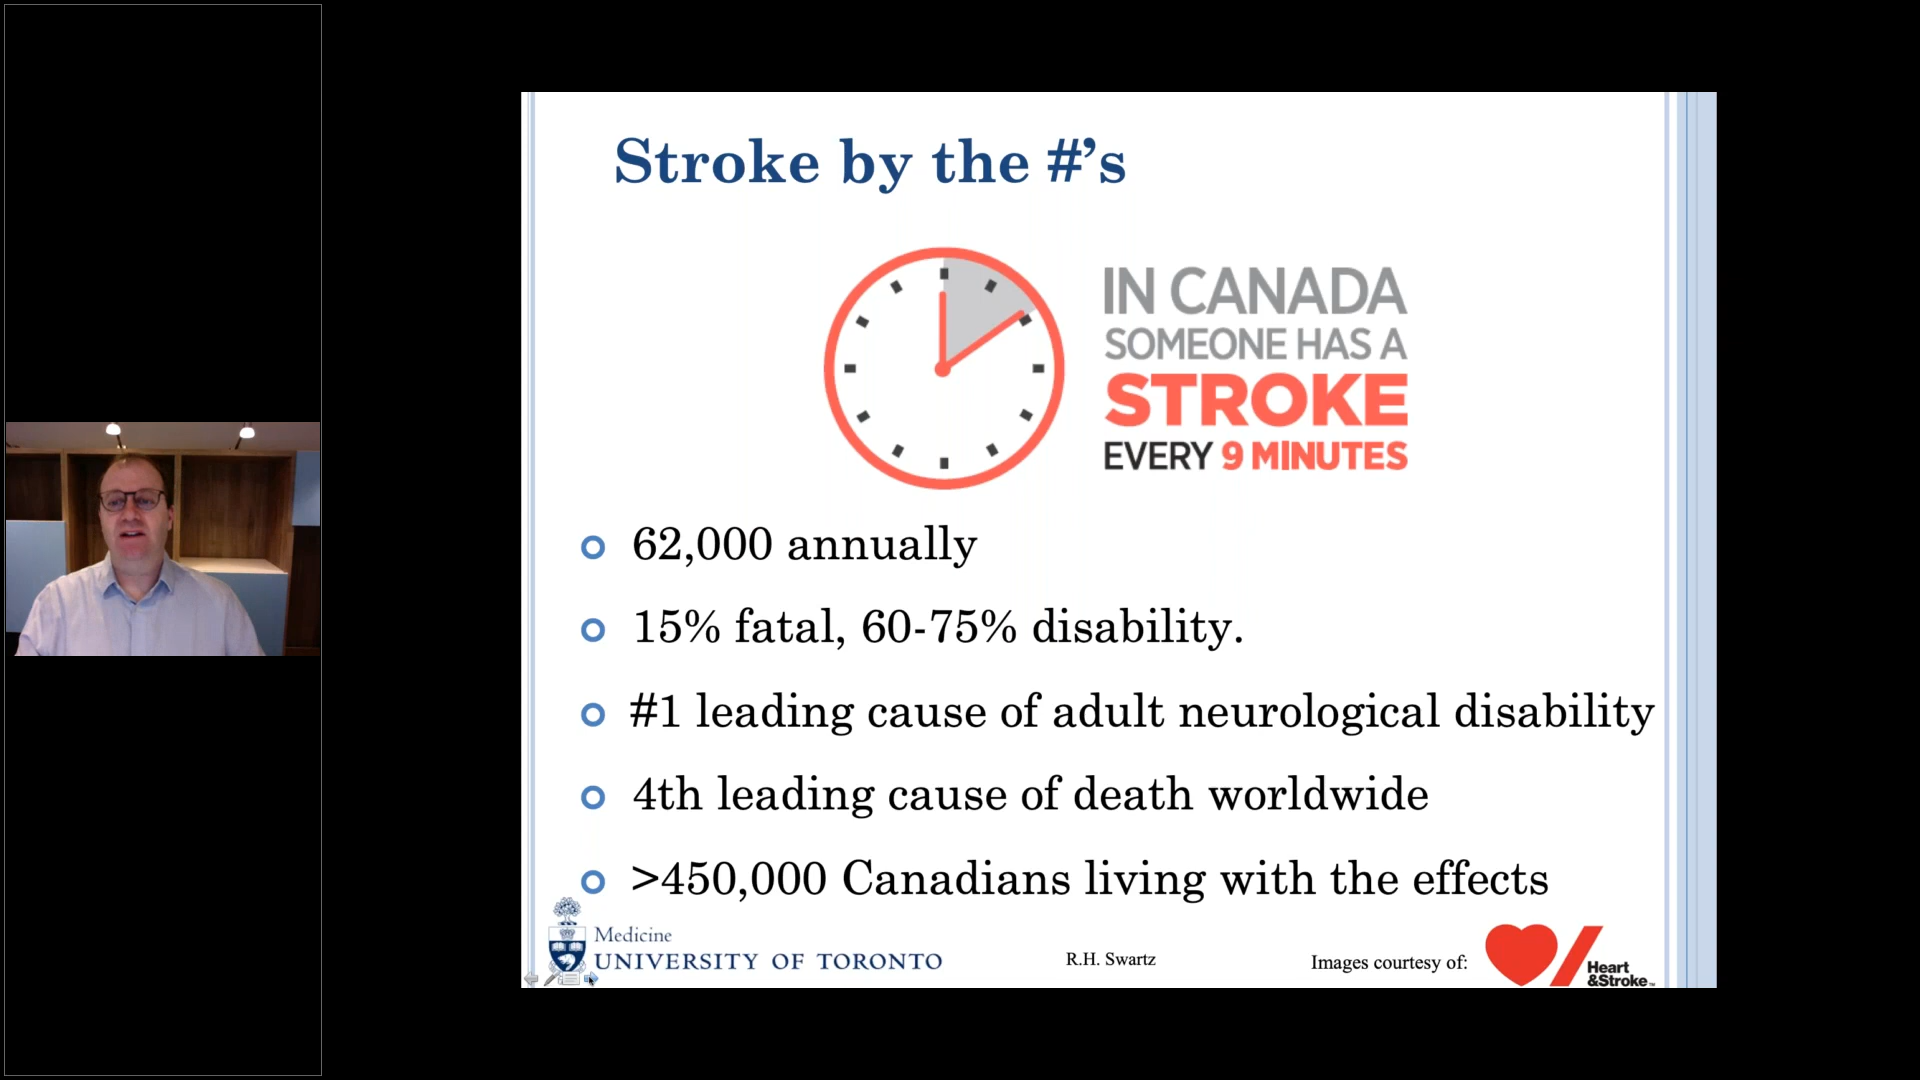 Stroke by the #’s
IN CANADA
SOMEONE HAS A
STROKE
EVERY 9 MINUTES
62,000 annually
15% fatal, 60-75% disability.
#1 leading cause of adult neurological disability
4th leading cause of death worldwide
>450,000 Canadians living with the effects
Medicine
UNIVERSITY OF TORONTO
R.H. Swartz
Images courtesy of:
Heart
&Stroke™